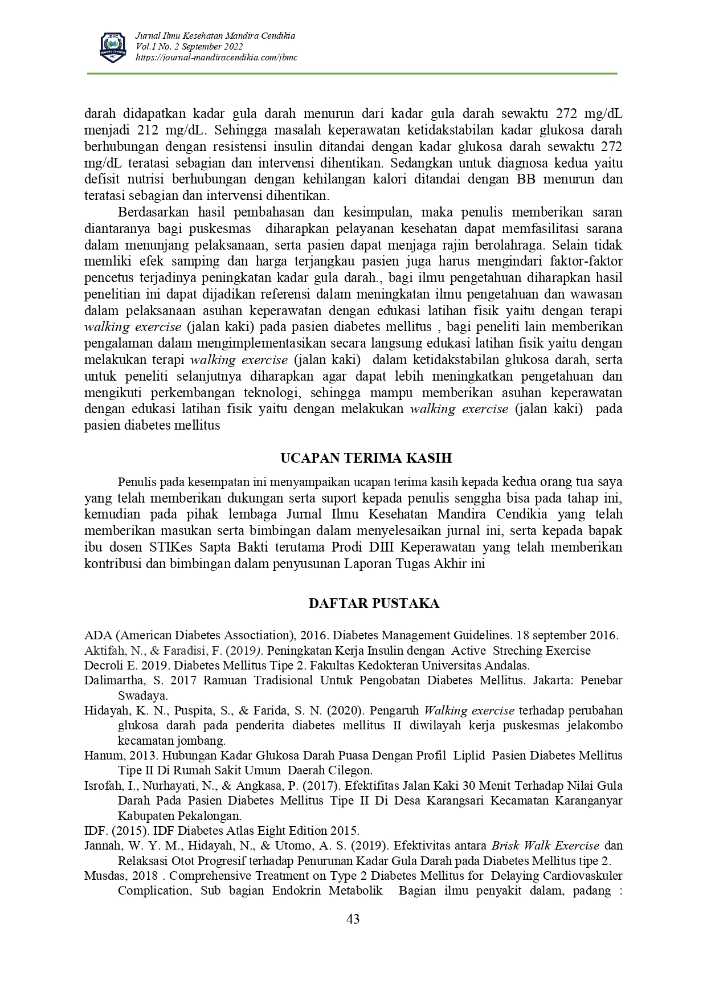 JBMC
Mandira Cendikia
MC
Jurnal Ilmu Kesehatan Mandira Cendikia
Vol.1 No. 2 September 2022
https://journal-mandiracendikia.com/jbmc
darah didapatkan kadar gula darah menurun dari kadar gula darah sewaktu 272 mg/dL
menjadi 212 mg/dL. Sehingga masalah keperawatan ketidakstabilan kadar glukosa darah
berhubungan dengan resistensi insulin ditandai dengan kadar glukosa darah sewaktu 272
mg/dL teratasi sebagian dan intervensi dihentikan. Sedangkan untuk diagnosa kedua yaitu
defisit nutrisi berhubungan dengan kehilangan kalori ditandai dengan BB menurun dan
teratasi sebagian dan intervensi dihentikan.
Berdasarkan hasil pembahasan dan kesimpulan, maka penulis memberikan saran
diantaranya bagi puskesmas diharapkan pelayanan kesehatan dapat memfasilitasi sarana
dalam menunjang pelaksanaan, serta pasien dapat menjaga rajin berolahraga. Selain tidak
memliki efek samping dan harga terjangkau pasien juga harus mengindari faktor-faktor
pencetus terjadinya peningkatan kadar gula darah., bagi ilmu pengetahuan diharapkan hasil
penelitian ini dapat dijadikan referensi dalam meningkatan ilmu pengetahuan dan wawasan
dalam pelaksanaan asuhan keperawatan dengan edukasi latihan fisik yaitu dengan terapi
walking exercise (jalan kaki) pada pasien diabetes mellitus , bagi peneliti lain memberikan
pengalaman dalam mengimplementasikan secara langsung edukasi latihan fisik yaitu dengan
melakukan terapi walking exercise (jalan kaki) dalam ketidakstabilan glukosa darah, serta
untuk peneliti selanjutnya diharapkan agar dapat lebih meningkatkan pengetahuan dan
mengikuti perkembangan teknologi, sehingga mampu memberikan asuhan keperawatan
dengan edukasi latihan fisik yaitu dengan melakukan walking exercise (jalan kaki) pada
pasien diabetes mellitus
UCAPAN TERIMA KASIH
Penulis pada kesempatan ini menyampaikan ucapan terima kasih kepada kedua orang tua saya
yang telah memberikan dukungan serta suport kepada penulis senggha bisa pada tahap ini,
kemudian pada pihak lembaga Jurnal Ilmu Kesehatan Mandira Cendikia yang telah
memberikan masukan serta bimbingan dalam menyelesaikan jurnal ini, serta kepada bapak
ibu dosen STIKes Sapta Bakti terutama Prodi DIII Keperawatan yang telah memberikan
kontribusi dan bimbingan dalam penyusunan Laporan Tugas Akhir ini
DAFTAR PUSTAKA
ADA (American Diabetes Assoctiation), 2016. Diabetes Management Guidelines. 18 september 2016.
Aktifah, N., & Faradisi, F. (2019). Peningkatan Kerja Insulin dengan Active Streching Exercise
Decroli E. 2019. Diabetes Mellitus Tipe 2. Fakultas Kedokteran Universitas Andalas.
Dalimartha, S. 2017 Ramuan Tradisional Untuk Pengobatan Diabetes Mellitus. Jakarta: Penebar
Swadaya.
Hidayah, K. N., Puspita, S., & Farida, S. N. (2020). Pengaruh Walking exercise terhadap perubahan
glukosa darah pada penderita diabetes mellitus II diwilayah kerja puskesmas jelakombo
kecamatan jombang.
Hanum, 2013. Hubungan Kadar Glukosa Darah Puasa Dengan Profil Liplid Pasien Diabetes Mellitus
Tipe II Di Rumah Sakit Umum Daerah Cilegon.
Isrofah, I., Nurhayati, N., & Angkasa, P. (2017). Efektifitas Jalan Kaki 30 Menit Terhadap Nilai Gula
Darah Pada Pasien Diabetes Mellitus Tipe II Di Desa Karangsari Kecamatan Karanganyar
Kabupaten Pekalongan.
IDF. (2015). IDF Diabetes Atlas Eight Edition 2015.
Jannah, W. Y. M., Hidayah, N., & Utomo, A. S. (2019). Efektivitas antara Brisk Walk Exercise dan
Relaksasi Otot Progresif terhadap Penurunan Kadar Gula Darah pada Diabetes Mellitus tipe 2.
Musdas, 2018 . Comprehensive Treatment on Type 2 Diabetes Mellitus for Delaying Cardiovaskuler
Complication, Sub bagian Endokrin Metabolik Bagian ilmu penyakit dalam, padang :
43